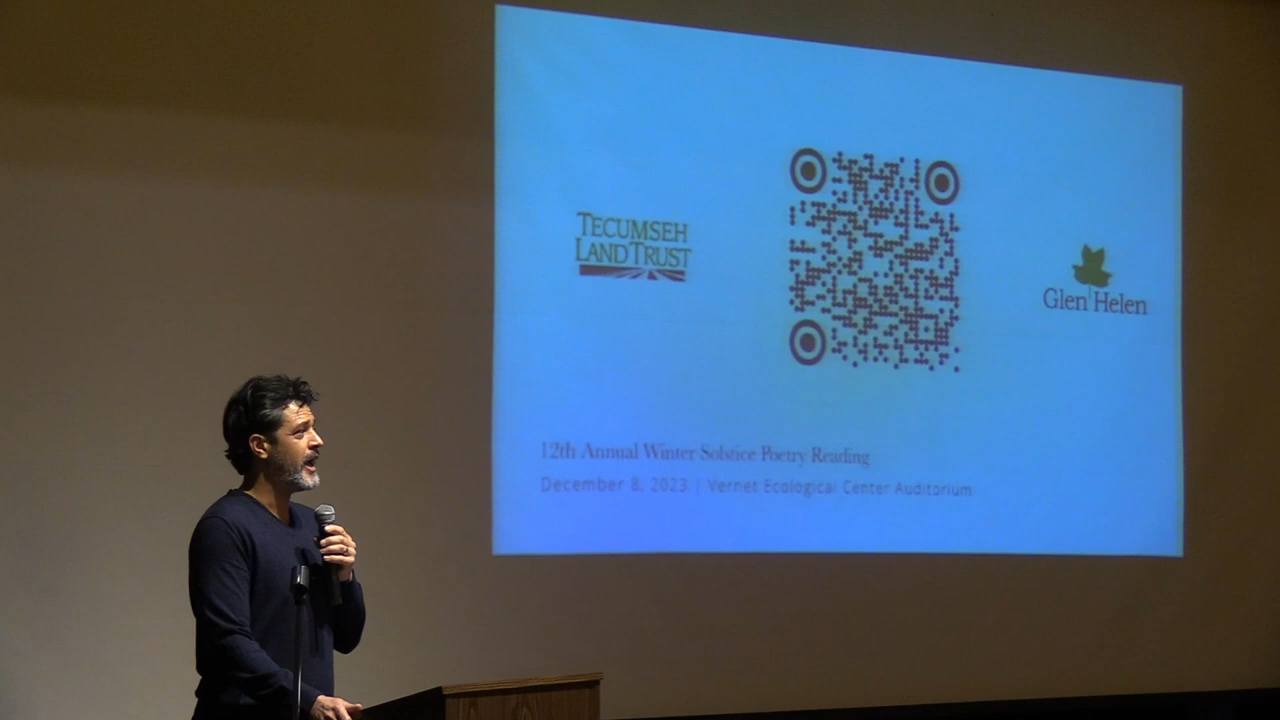 TECUMSEH
LAND TRUST
Glen Helen
12th Annual Winter Solstice Poetry Reading
December 8, 2023 | Vernet Ecological Center Auditorium